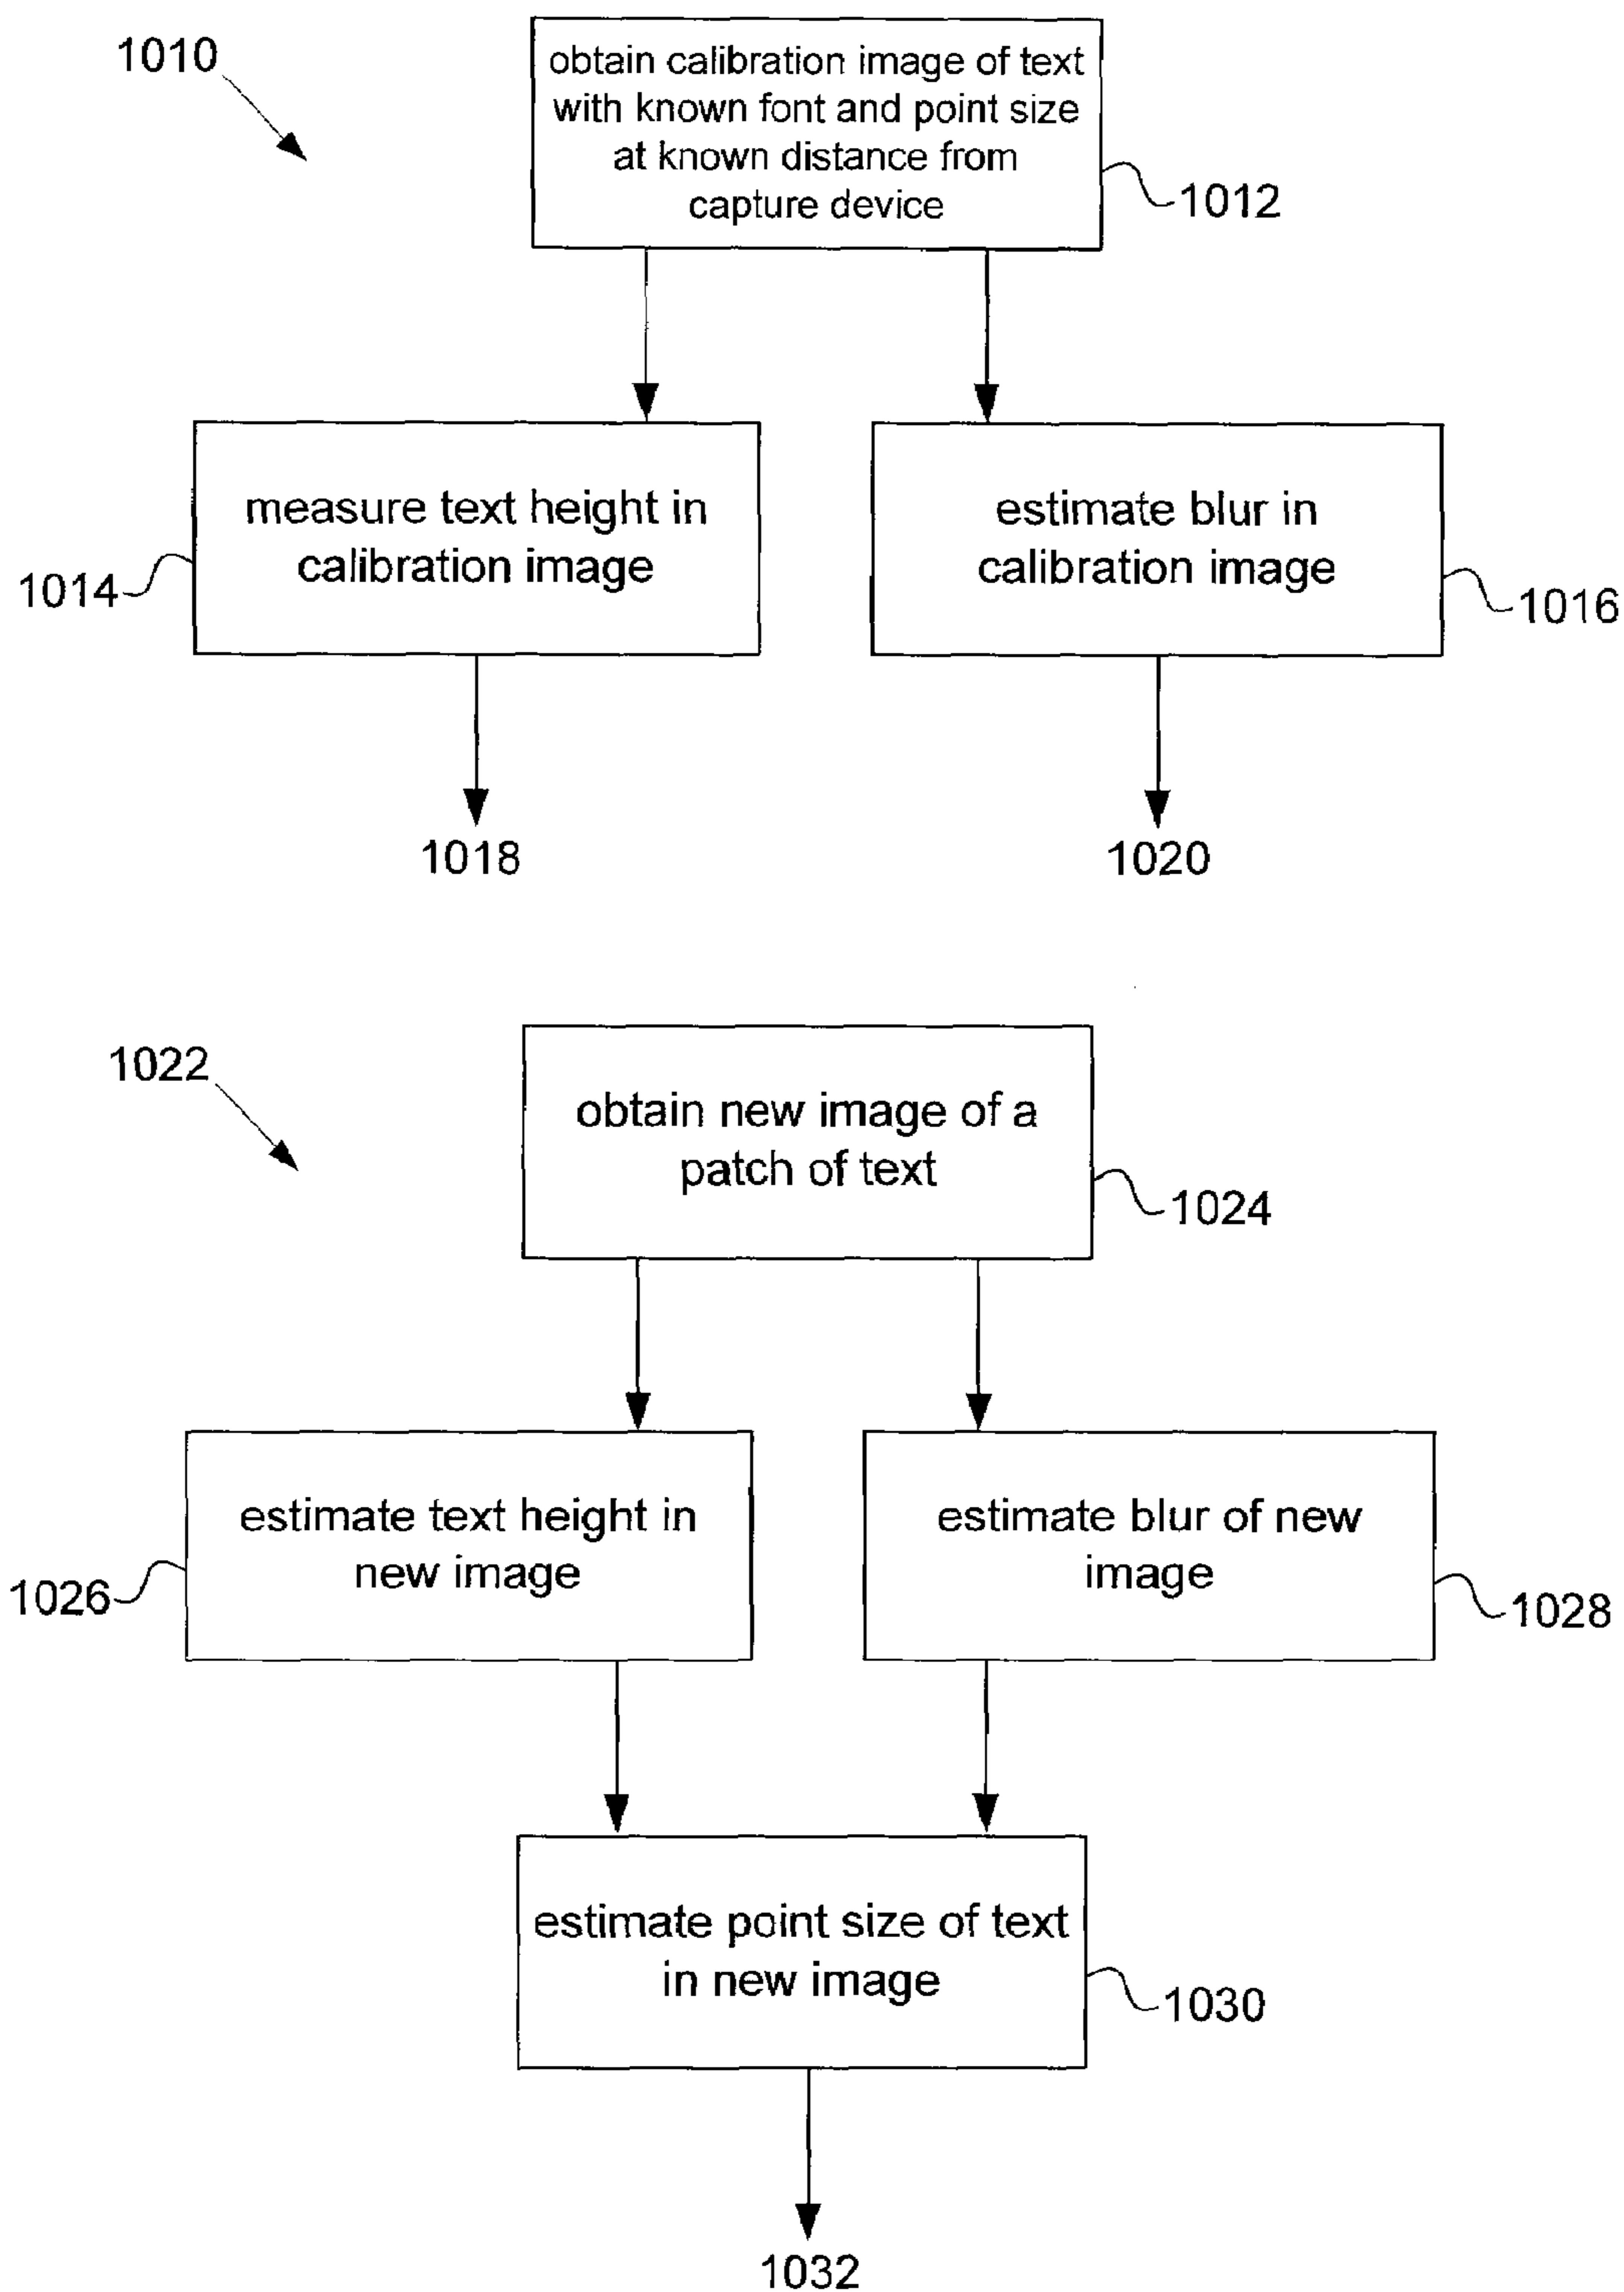 1010
obtain calibration image of text
with known font and point size
at known distance from
capture device
1012
measure text height in
calibration image
1014
estimate blur in
calibration image
1016
1018
1020
1022
obtain new image of a
patch of text
1024
estimate text height in
new image
1026
estimate blur of new
image
1028
estimate point size of text
in new image
1030
1032